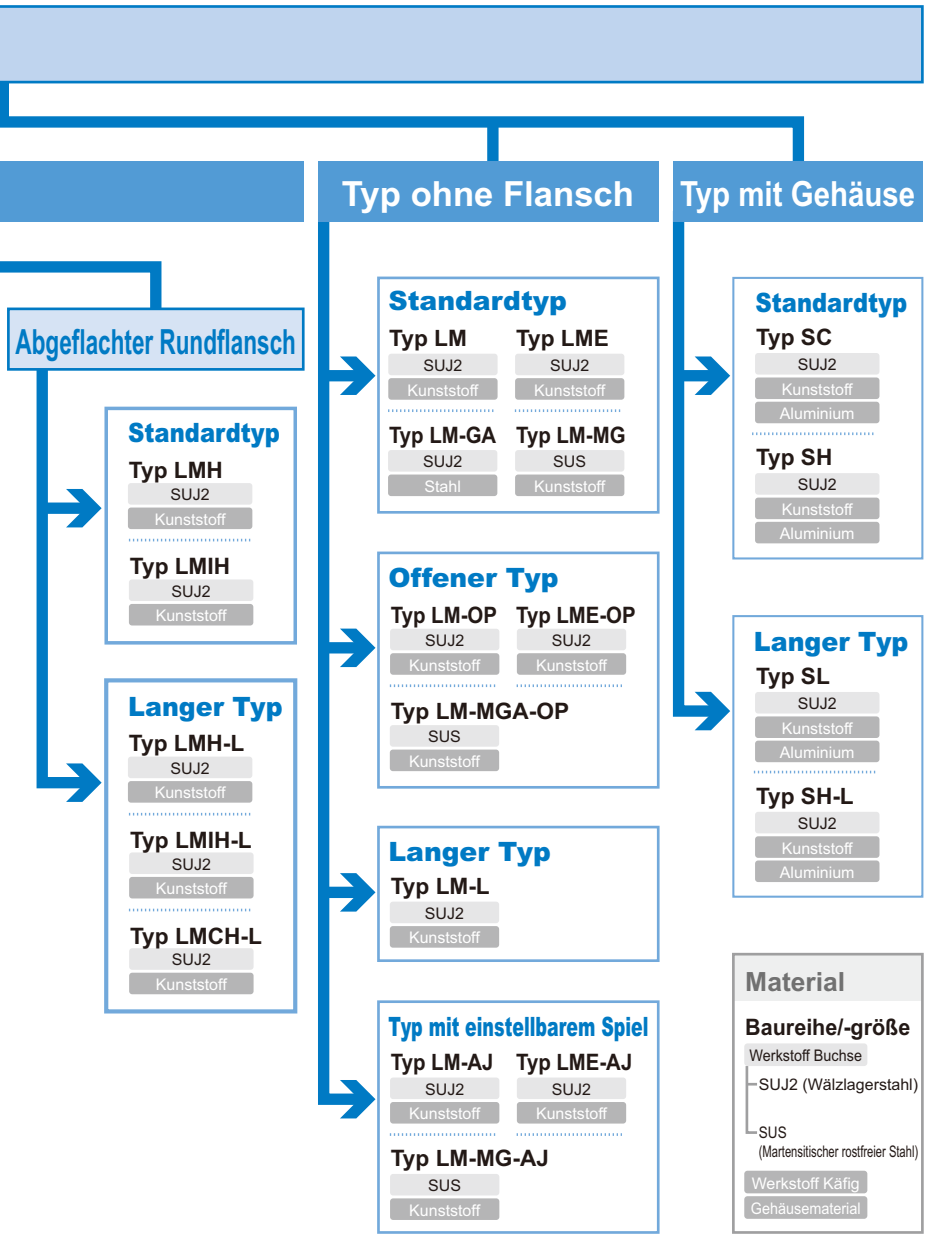 Typ ohne Flansch
Typ mit Gehäuse
Abgeflachter Rundflansch
Standardtyp
Typ LMH
SUJ2
Kunststoff
Typ LMIH
SUJ2
Kunststoff
Langer Typ
Typ LMH-L
SUJ2
Kunststoff
Typ LMIH-L
SUJ2
Kunststoff
Typ LMCH-L
SUJ2
Kunststoff
Standardtyp
Typ LM
SUJ2
Kunststoff
Typ LME
SUJ2
Kunststoff
Typ LM-GA
SUJ2
Stahl
Typ LM-MG
SUS
Kunststoff
Offener Typ
Typ LM-OP
SUJ2
Kunststoff
Typ LME-OP
SUJ2
Kunststoff
Typ LM-MGA-OP
SUS
Kunststoff
Langer Typ
Typ LM-L
SUJ2
Kunststoff
Typ mit einstellbarem Spiel
Typ LM-AJ
SUJ2
Kunststoff
Typ LME-AJ
SUJ2
Kunststoff
Typ LM-MG-AJ
SUS
Kunststoff
Standardtyp
Typ SC
SUJ2
Kunststoff
Aluminium
Typ SH
SUJ2
Kunststoff
Aluminium
Langer Typ
Typ SL
SUJ2
Kunststoff
Aluminium
Typ SH-L
SUJ2
Kunststoff
Aluminium
Material
Baureihe/-größe
Werkstoff Buchse
SUJ2 (Wälzlagerstahl)
SUS
(Martensitischer rostfreier Stahl)
Werkstoff Käfig
Gehäusematerial